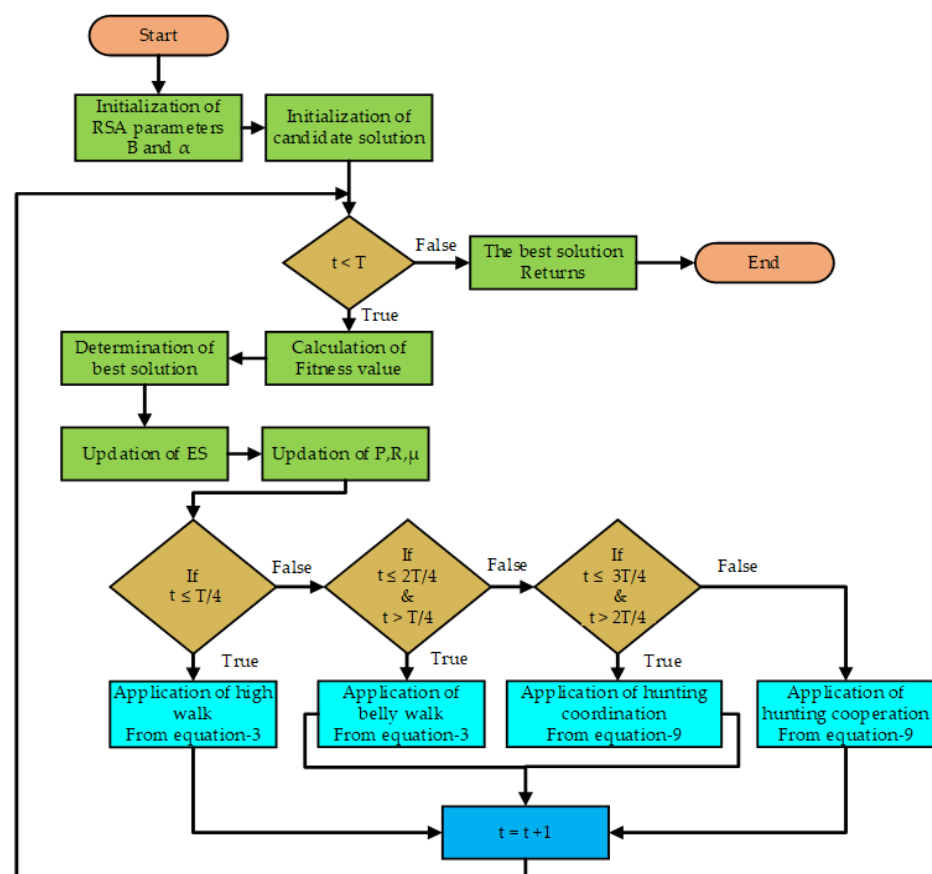 Start
Initialization of
RSA parameters
B and α
Initialization of
candidate solution
t < T
False
The best solution
Returns
End
True
Determination of
best solution
Calculation of
Fitness value
Updation of ES
Updation of P,R,μ
If
t ≤ T/4
False
If
t ≤ 2T/4
&
t > T/4
False
If
t ≤ 3T/4
&
t > 2T/4
False
True
True
True
Application of high
walk
From equation-3
Application of
belly walk
From equation-3
Application of hunting
coordination
From equation-9
Application of
hunting cooperation
From equation-9
t = t +1